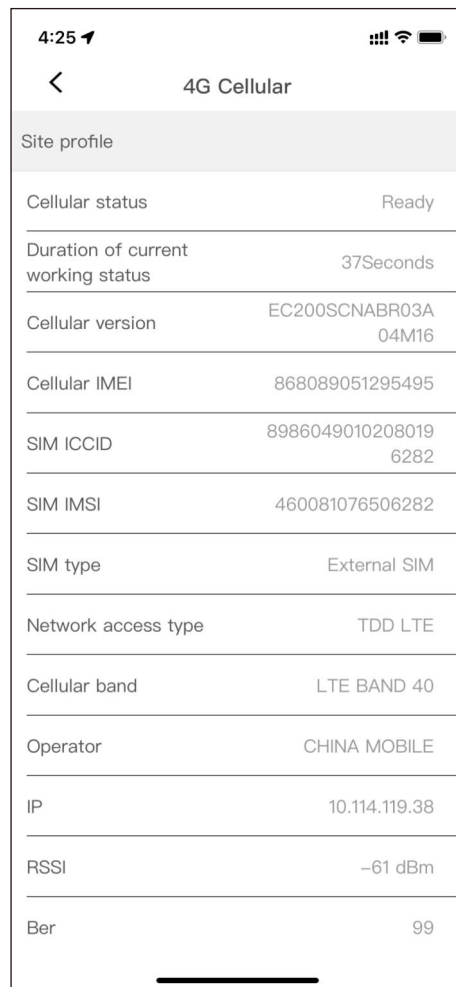 4:25
4G Cellular
Site profile
Cellular status Ready
Duration of current
working status 37Seconds
Cellular version EC200SCNABR03A
04M16
Cellular IMEI 868089051295495
SIM ICCID 8986049010208019
6282
SIM IMSI 460081076506282
SIM type External SIM
Network access type TDD LTE
Cellular band LTE BAND 40
Operator CHINA MOBILE
IP 10.114.119.38
RSSI –61 dBm
Ber 99